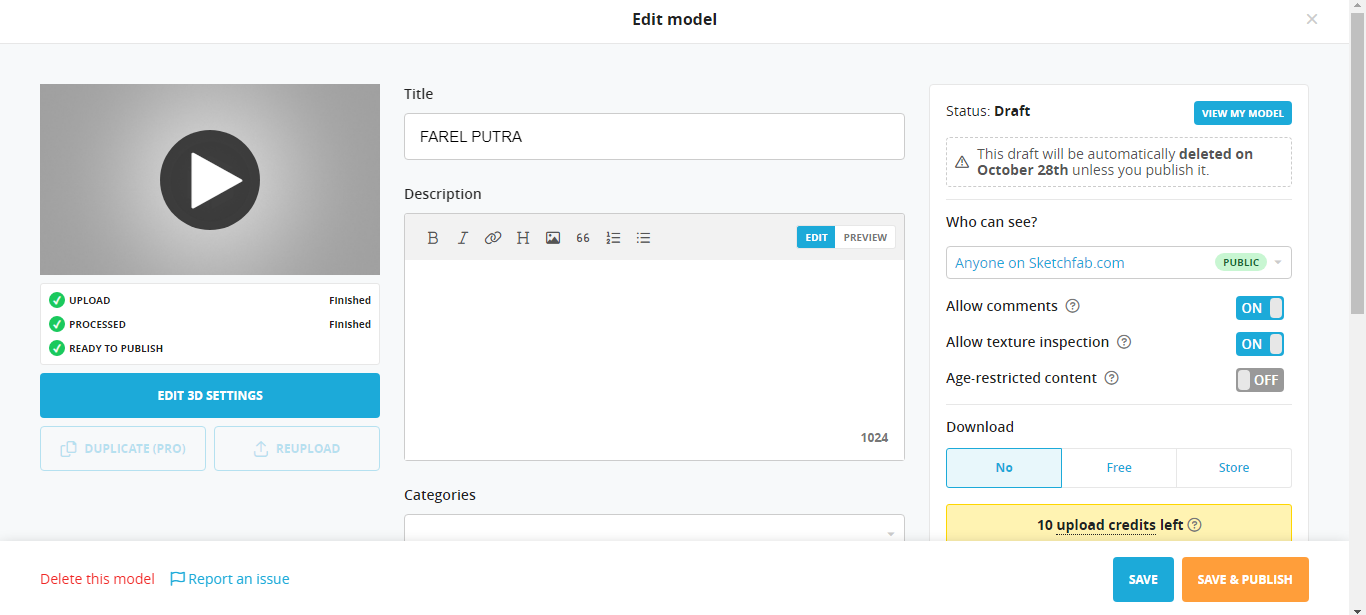 Edit model
Title
FAREL PUTRA
Description
B I H 66
EDIT PREVIEW
1024
Categories
UPLOAD Finished
PROCESSED Finished
READY TO PUBLISH
EDIT 3D SETTINGS
DUPLICATE (PRO) REUPLOAD
Status: Draft
VIEW MY MODEL
This draft will be automatically deleted on
October 28th unless you publish it.
Who can see?
Anyone on Sketchfab.com PUBLIC
Allow comments ? ON
Allow texture inspection ? ON
Age-restricted content ? OFF
Download
No Free Store
10 upload credits left ?
Delete this model Report an issue
SAVE SAVE & PUBLISH